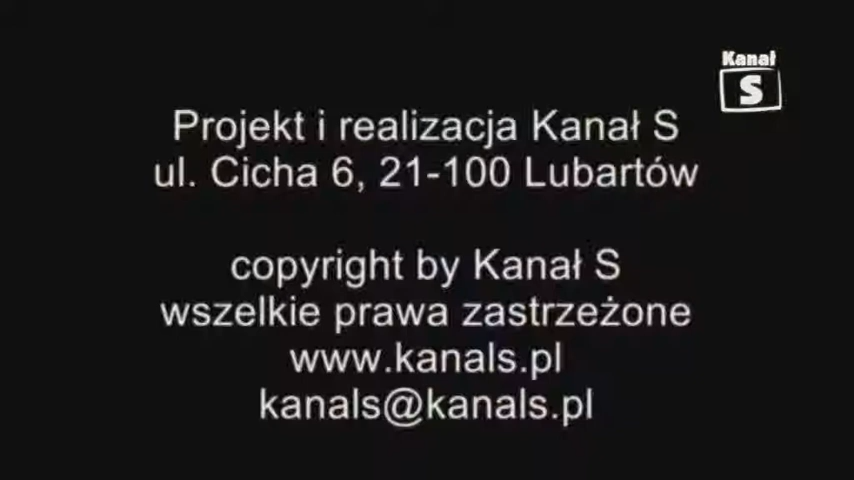 Kanał
S
Projekt i realizacja Kanał S
ul. Cicha 6, 21-100 Lubartów
copyright by Kanał S
wszelkie prawa zastrzeżone
www.kanals.pl
kanals@kanals.pl